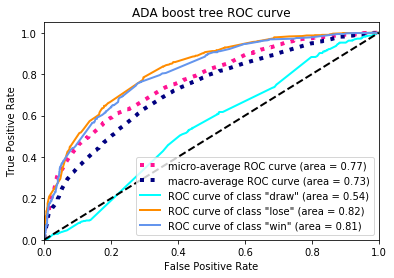 ADA boost tree ROC curve
True Positive Rate
1.0
0.8
0.6
0.4
0.2
0.0
micro-average ROC curve (area = 0.77)
macro-average ROC curve (area = 0.73)
ROC curve of class "draw" (area = 0.54)
ROC curve of class "lose" (area = 0.82)
ROC curve of class "win" (area = 0.81)
0.0 0.2 0.4 0.6 0.8 1.0
False Positive Rate